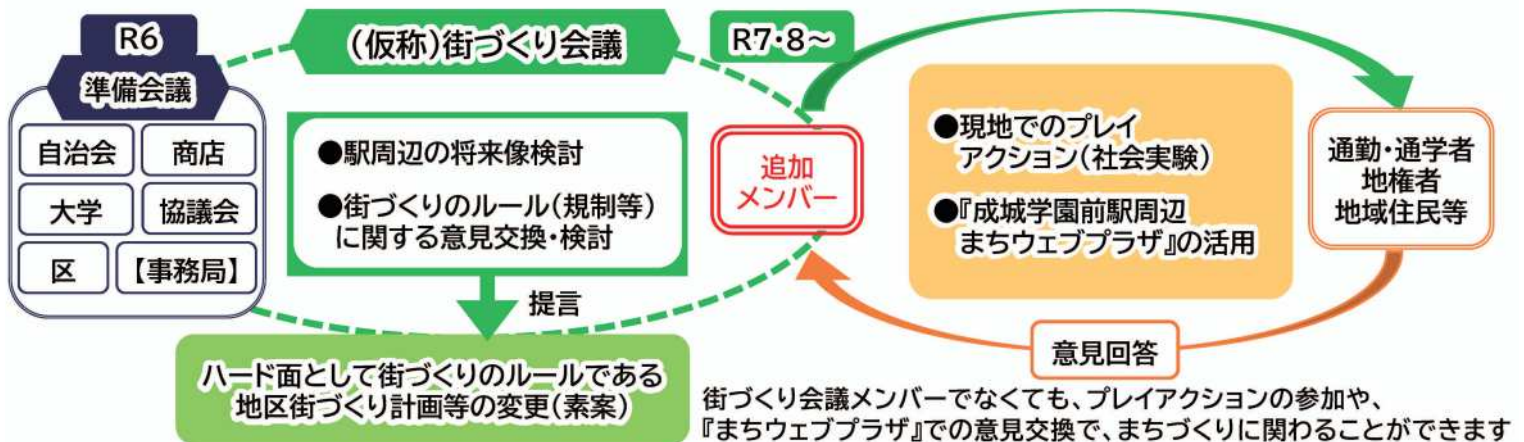 R6
準備会議
自治会
商店
大学
協議会
区
【事務局】
(仮称)街づくり会議
●駅周辺の将来像検討
●街づくりのルール(規制等)
に関する意見交換・検討
提言
ハード面として街づくりのルールである
地区街づくり計画等の変更(素案)
R7・8~
追加
メンバー
●現地でのプレイ
アクション(社会実験)
●『成城学園前駅周辺
まちウェブプラザ』の活用
通勤・通学者
地権者
地域住民等
意見回答
街づくり会議メンバーでなくても、プレイアクションの参加や、
『まちウェブプラザ』での意見交換で、まちづくりに関わることができます